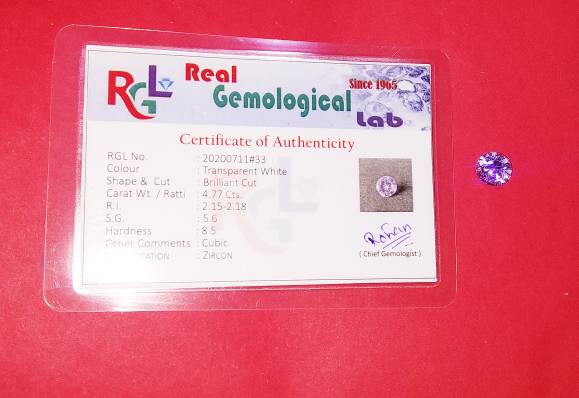 RGL
Real
Gemological
Lab
Since 1965
Certificate of Authenticity
RGL No. : 20200711#33
Colour : Transparent White
Shape & Cut : Brilliant Cut
Carat Wt. / Ratti : 4.77 Cts.
R.I. : 2.15-2.18
S.G. : 5.6
Hardness : 8.5
Other Comments : Cubic
: Zircon
( Chief Gemologist )